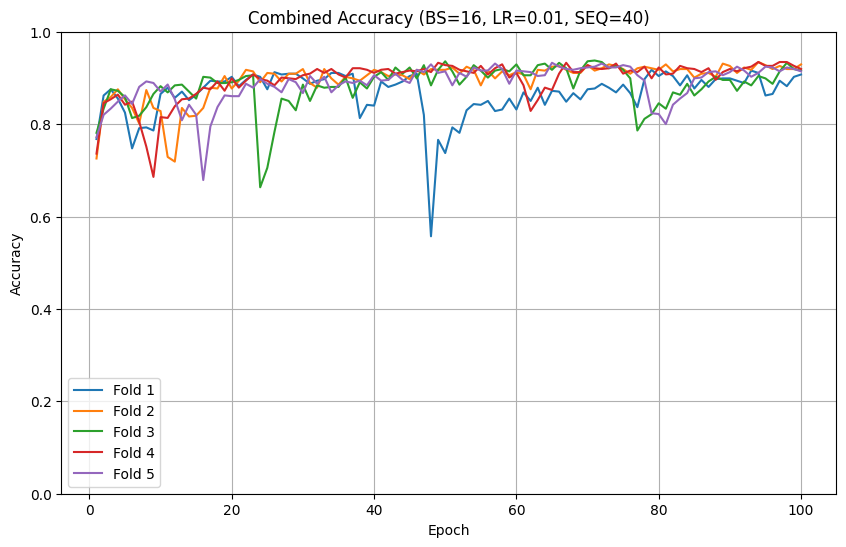 Combined Accuracy (BS=16, LR=0.01, SEQ=40)
1.0
0.8
0.6
0.4
0.2
0.0
Accuracy
Fold 1
Fold 2
Fold 3
Fold 4
Fold 5
0 20 40 60 80 100
Epoch